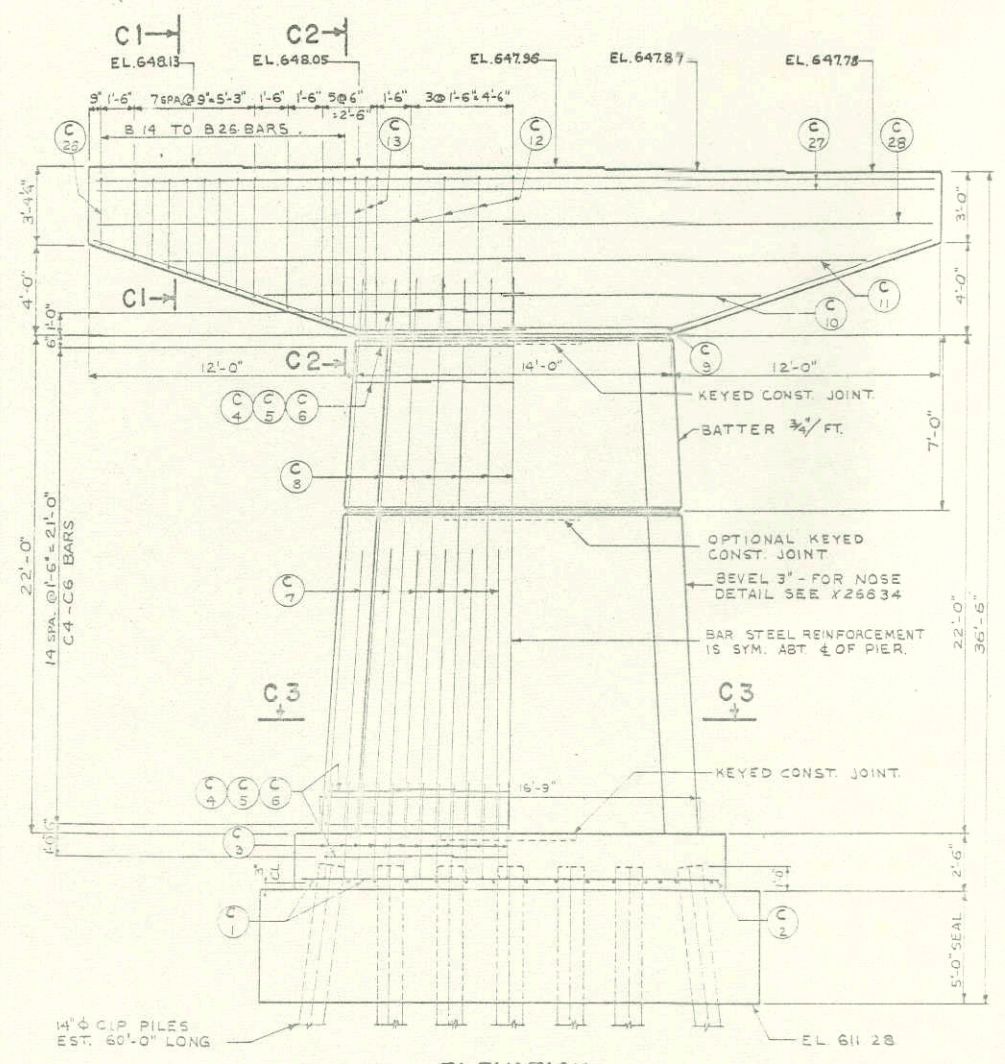 C1 C2
EL.648.13 EL.648.05 EL.647.96 EL.647.87 EL.647.78
9" 1'-6" 7 SPA.@ 9"=5'-3" 1'-6" 1'-6" 5@6" 1'-6" 3@ 1'-6"=4'-6"
=2'-6"
B 14 TO B 26 BARS
C 26 C 13 C 12 C 27 C 28
3'-4¼" 3'-0"
4'-0" 4'-0"
C1
C 11
C 10
1'-0"
6"
C2 C 9
12'-0" 14'-0" 12'-0"
KEYED CONST. JOINT.
C 4 C 5 C 6
BATTER ¾"/FT.
7'-0"
C 8
OPTIONAL KEYED
CONST. JOINT
BEVEL 3" - FOR NOSE
DETAIL SEE X26634
C 7
22'-0"
14 SPA. @1'-6" = 21'-0"
C4-C6 BARS
BAR STEEL REINFORCEMENT
IS SYM. ABT ℄ OF PIER.
22'-0"
36'-6"
C3 C3
KEYED CONST. JOINT.
C 4 C 5 C 6
16'-9"
6"
1'-0"
C 3
3" CL.
1'-0"
2'-6"
C 1 C 2
5'-0" SEAL
14" ϕ C.I.P. PILES
EST. 60'-0" LONG
EL. 611.28